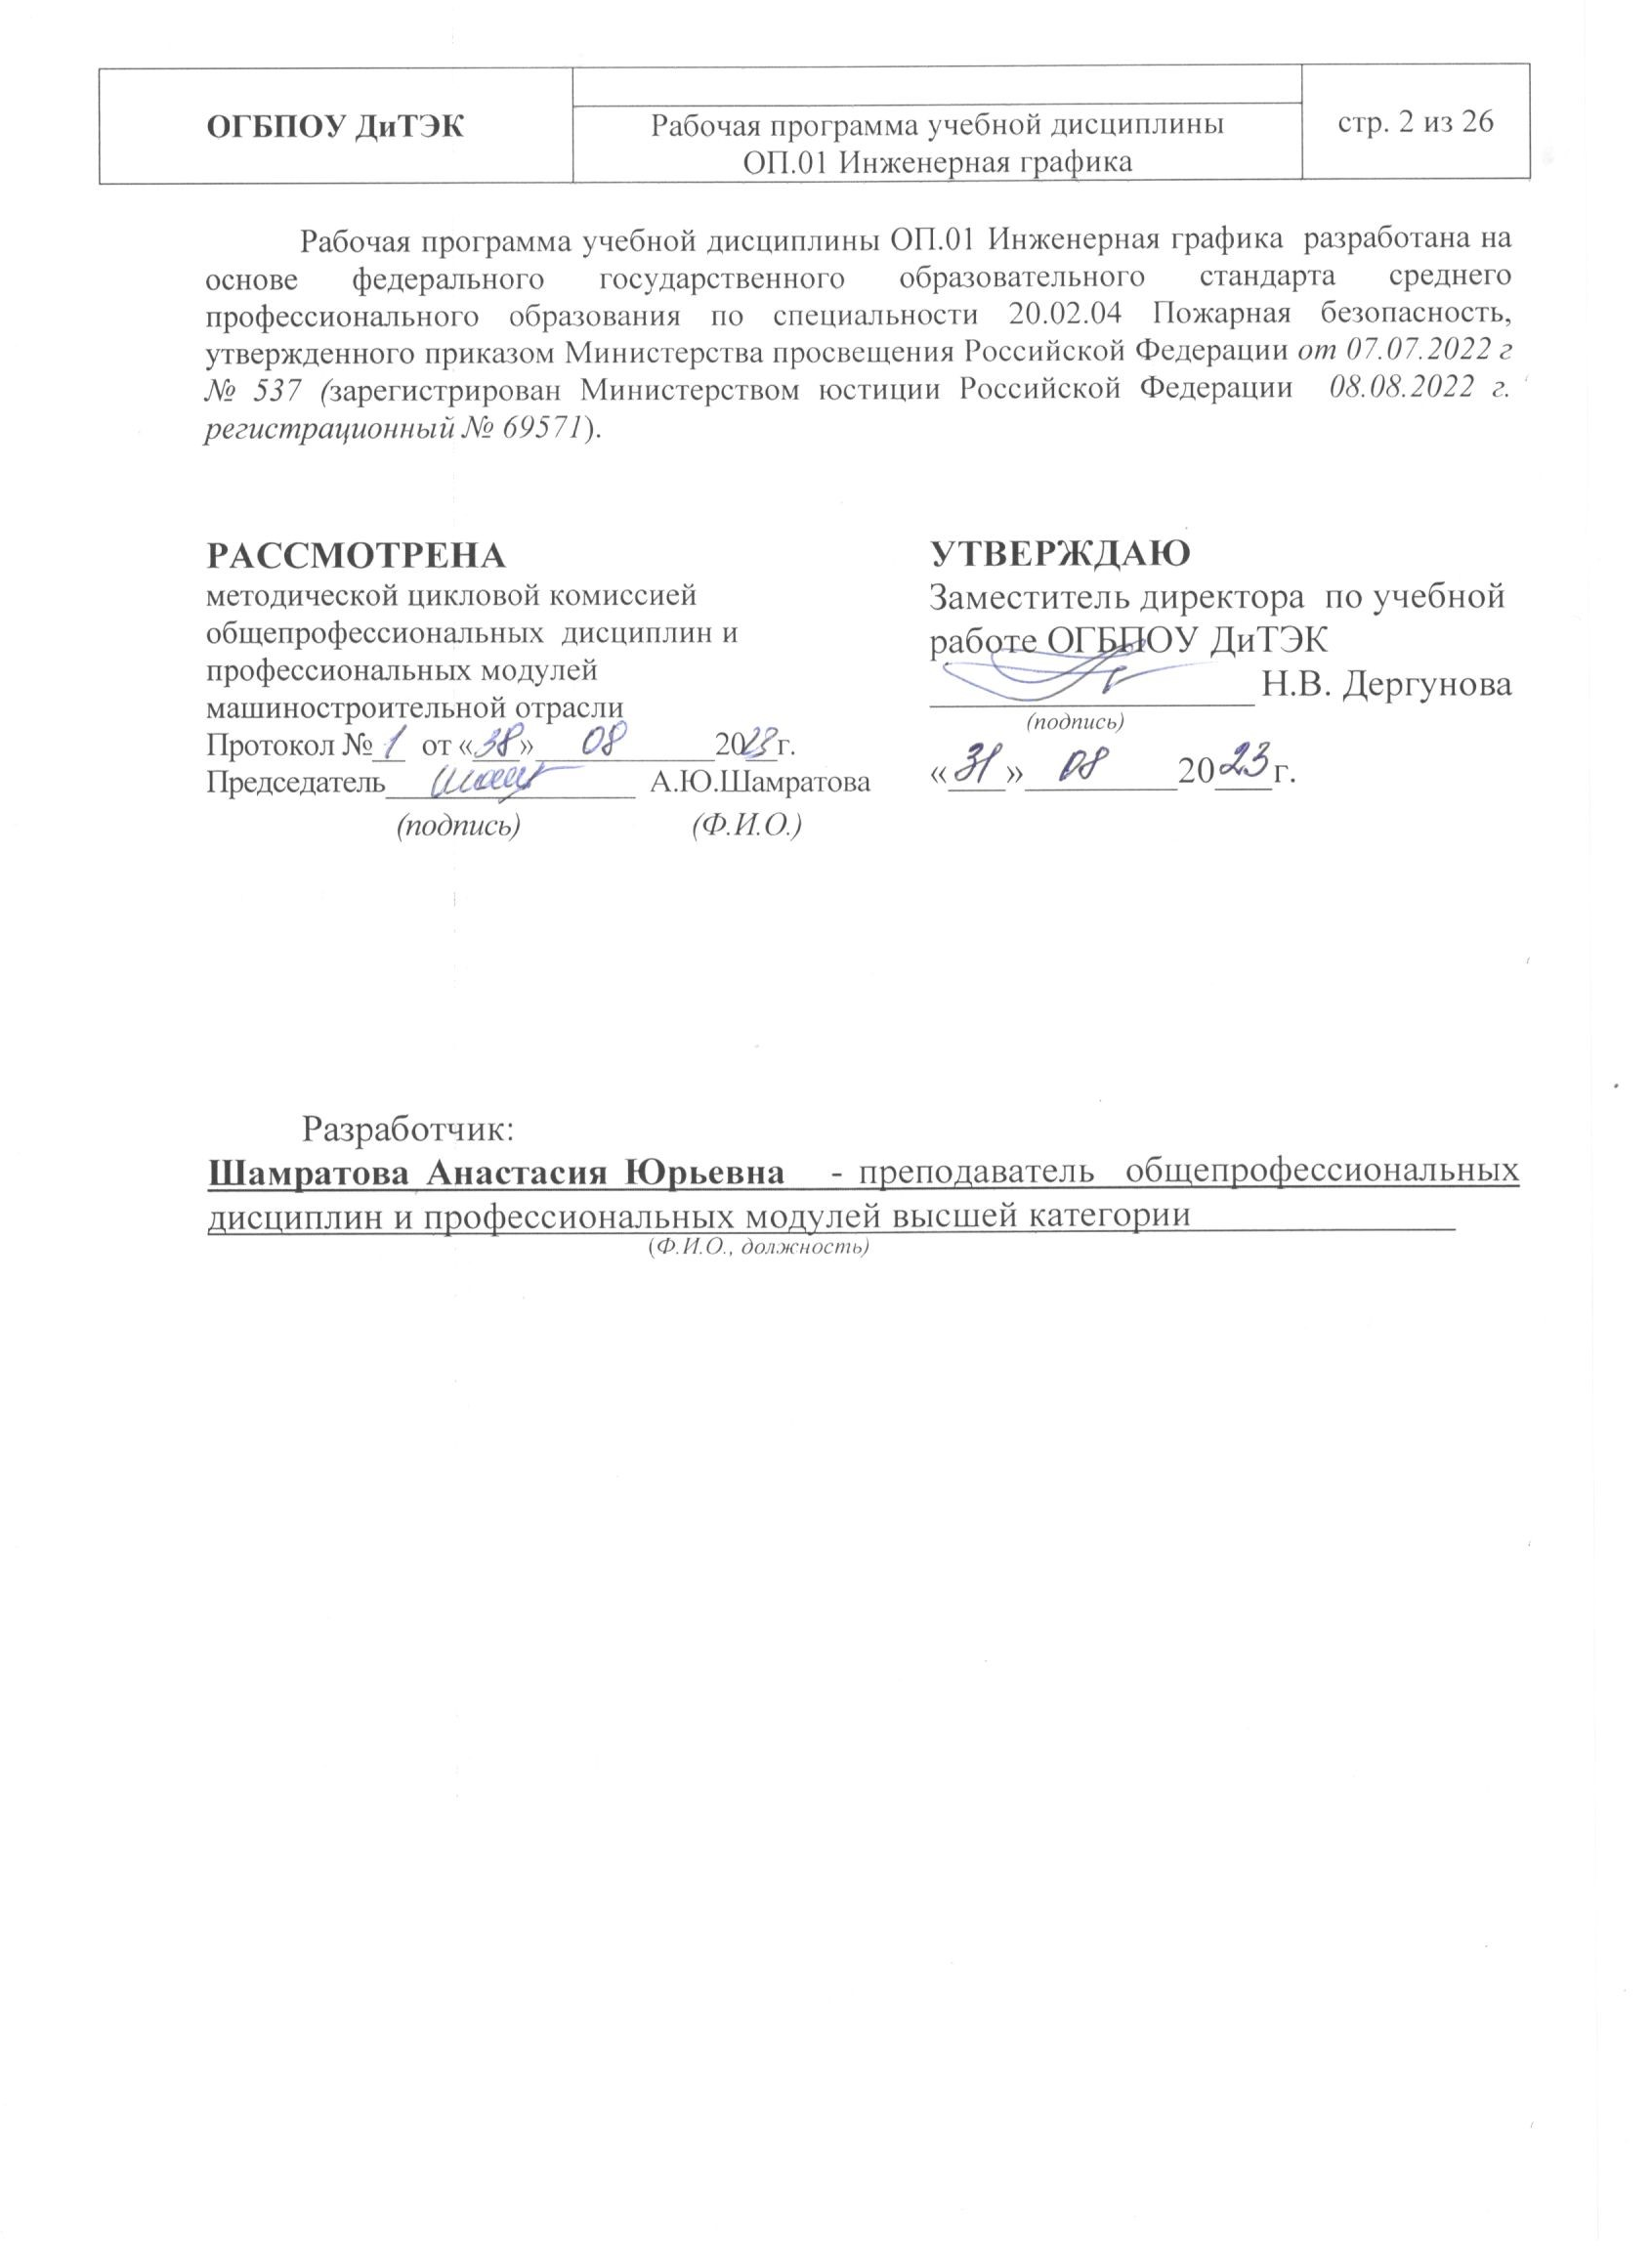 ОГБПОУ ДиТЭК
Рабочая программа учебной дисциплины
ОП.01 Инженерная графика
стр. 2 из 26
Рабочая программа учебной дисциплины ОП.01 Инженерная графика разработана на
основе федерального государственного образовательного стандарта среднего
профессионального образования по специальности 20.02.04 Пожарная безопасность,
утвержденного приказом Министерства просвещения Российской Федерации от 07.07.2022 г
№ 537 (зарегистрирован Министерством юстиции Российской Федерации 08.08.2022 г.
регистрационный № 69571).
РАССМОТРЕНА
методической цикловой комиссией
общепрофессиональных дисциплин и
профессиональных модулей
машиностроительной отрасли
Протокол № 1 от « » 08 2023 г.
Председатель А.Ю.Шамратова
(подпись) (Ф.И.О.)
УТВЕРЖДАЮ
Заместитель директора по учебной
работе ОГБПОУ ДиТЭК
Н.В. Дергунова
(подпись)
«31» 08 2023 г.
Разработчик:
Шамратова Анастасия Юрьевна - преподаватель общепрофессиональных
дисциплин и профессиональных модулей высшей категории
(Ф.И.О., должность)